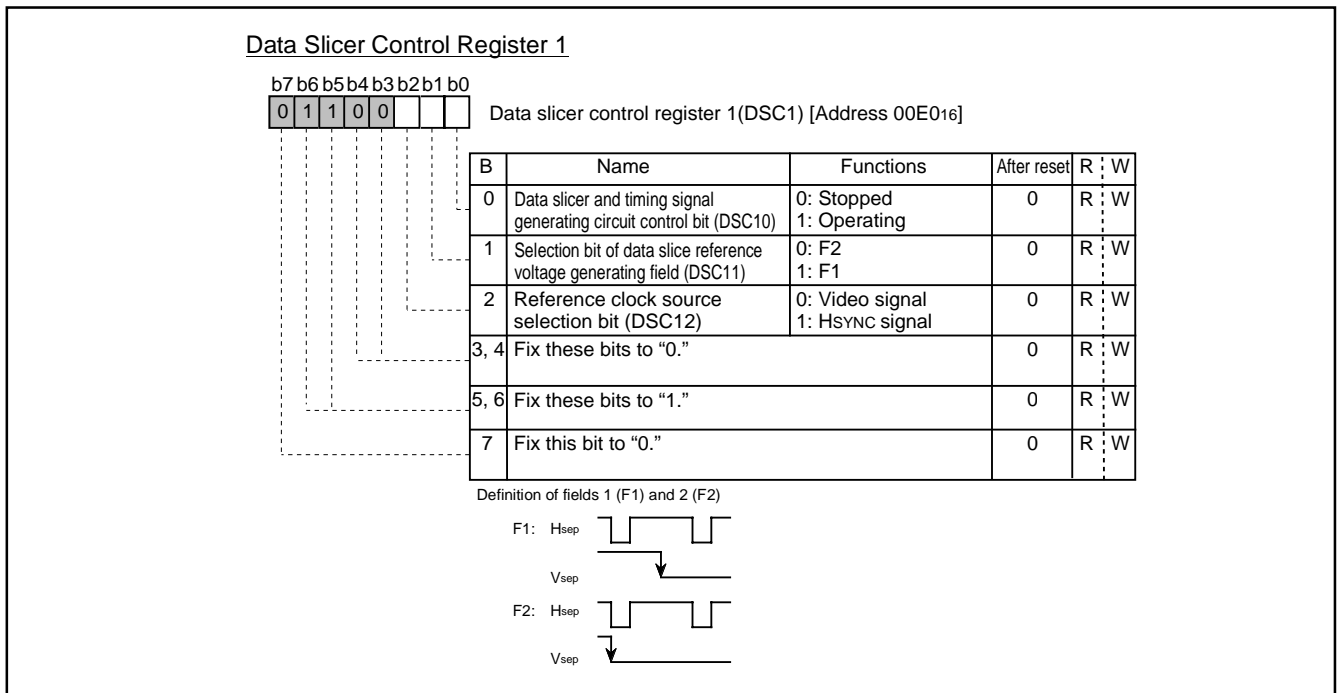 Data Slicer Control Register 1
b7 b6 b5 b4 b3 b2 b1 b0
0 1 1 0 0
Data slicer control register 1(DSC1) [Address 00E016]
B Name Functions After reset R W
0 Data slicer and timing signal generating circuit control bit (DSC10) 0: Stopped 1: Operating 0 R W
1 Selection bit of data slice reference voltage generating field (DSC11) 0: F2 1: F1 0 R W
2 Reference clock source selection bit (DSC12) 0: Video signal 1: HSYNC signal 0 R W
3, 4 Fix these bits to “0.” 0 R W
5, 6 Fix these bits to “1.” 0 R W
7 Fix this bit to “0.” 0 R W
Definition of fields 1 (F1) and 2 (F2)
F1: Hsep
Vsep
F2: Hsep
Vsep